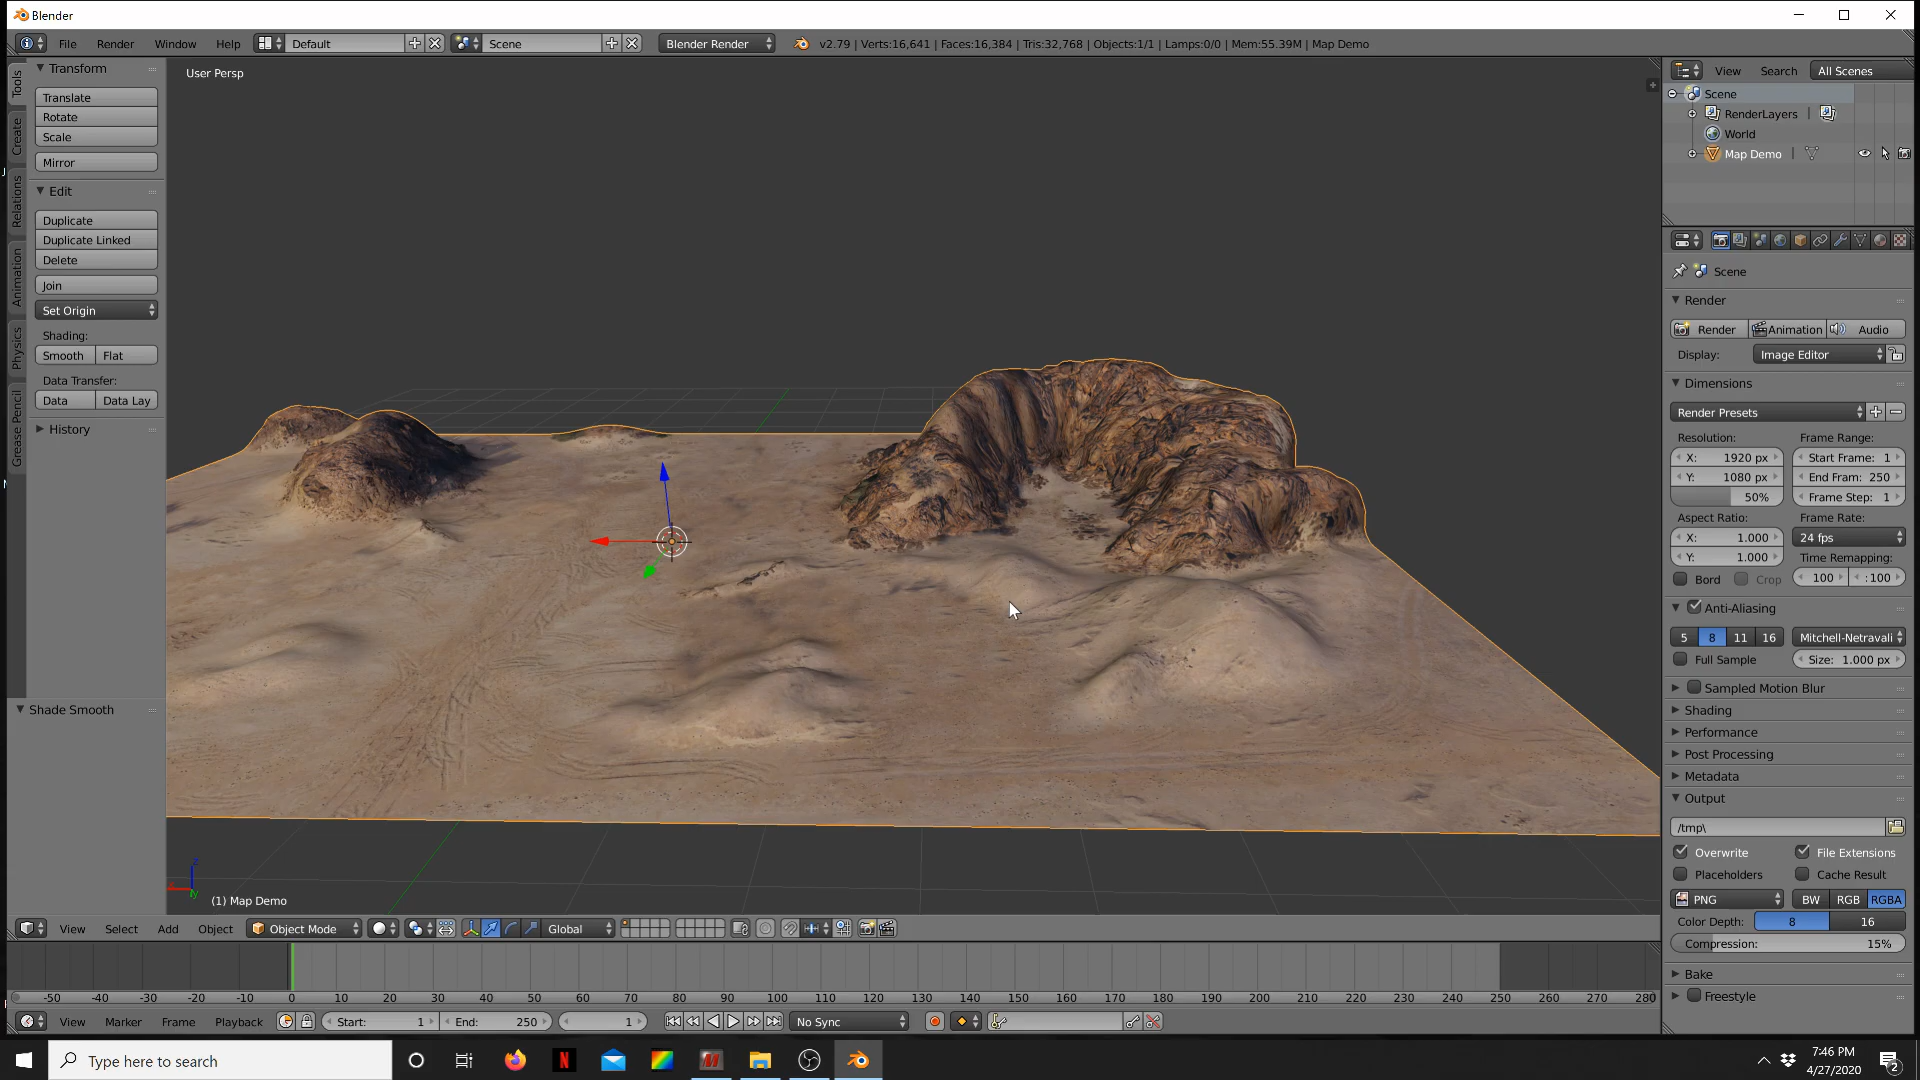 Blender
File Render Window Help Default Scene Blender Render v2.79 | Verts:16,641 | Faces:16,384 | Tris:32,768 | Objects:1/1 | Lamps:0/0 | Mem:55.39M | Map Demo
Tools
Create
Relations
Animation
Physics
Grease Pencil
Transform
Translate
Rotate
Scale
Mirror
Edit
Duplicate
Duplicate Linked
Delete
Join
Set Origin
Shading:
Smooth Flat
Data Transfer:
Data Data Lay
History
Shade Smooth
User Persp
(1) Map Demo
View Search All Scenes
Scene
RenderLayers |
World
Map Demo |
Scene
Render
Render Animation Audio
Display: Image Editor
Dimensions
Render Presets
Resolution: Frame Range:
X: 1920 px Start Frame: 1
Y: 1080 px End Fram: 250
50% Frame Step: 1
Aspect Ratio: Frame Rate:
X: 1.000 24 fps
Y: 1.000 Time Remapping:
Bord Crop 100 : 100
Anti-Aliasing
5 8 11 16 Mitchell-Netravali
Full Sample Size: 1.000 px
Sampled Motion Blur
Shading
Performance
Post Processing
Metadata
Output
/tmp\
Overwrite File Extensions
Placeholders Cache Result
PNG BW RGB RGBA
Color Depth: 8 16
Compression: 15%
Bake
Freestyle
View Select Add Object Object Mode Global
-50 -40 -30 -20 -10 0 10 20 30 40 50 60 70 80 90 100 110 120 130 140 150 160 170 180 190 200 210 220 230 240 250 260 270 280
View Marker Frame Playback Start: 1 End: 250 1 No Sync
Type here to search
7:46 PM
4/27/2020
2